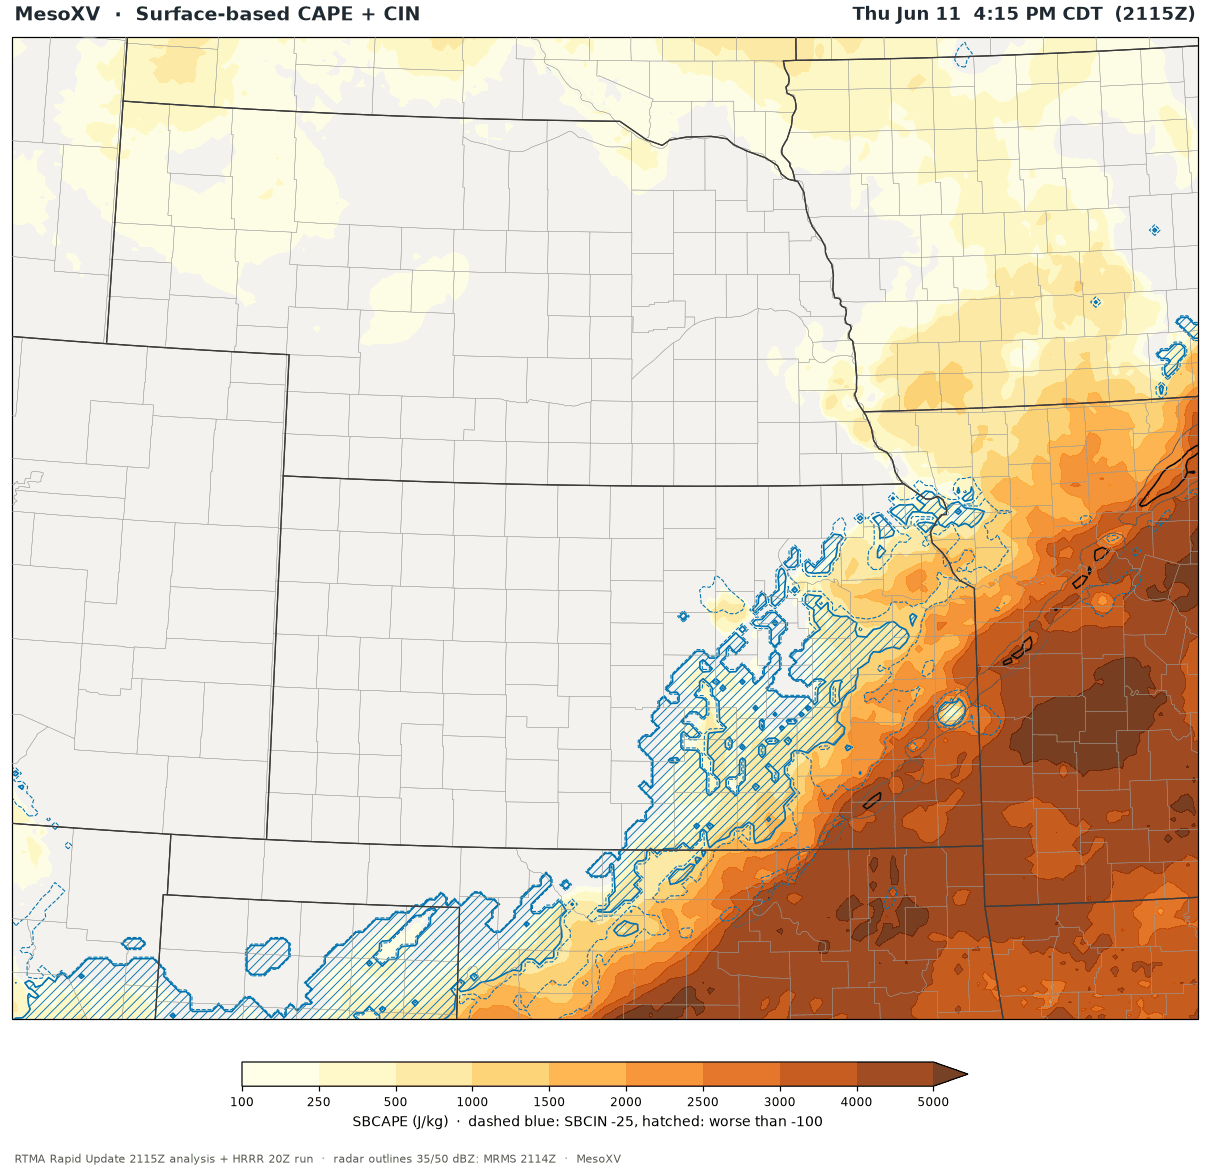 MesoXV · Surface-based CAPE + CIN
Thu Jun 11 4:15 PM CDT (2115Z)
100 250 500 1000 1500 2000 2500 3000 4000 5000
SBCAPE (J/kg) · dashed blue: SBCIN -25, hatched: worse than -100
RTMA Rapid Update 2115Z analysis + HRRR 20Z run · radar outlines 35/50 dBZ: MRMS 2114Z · MesoXV